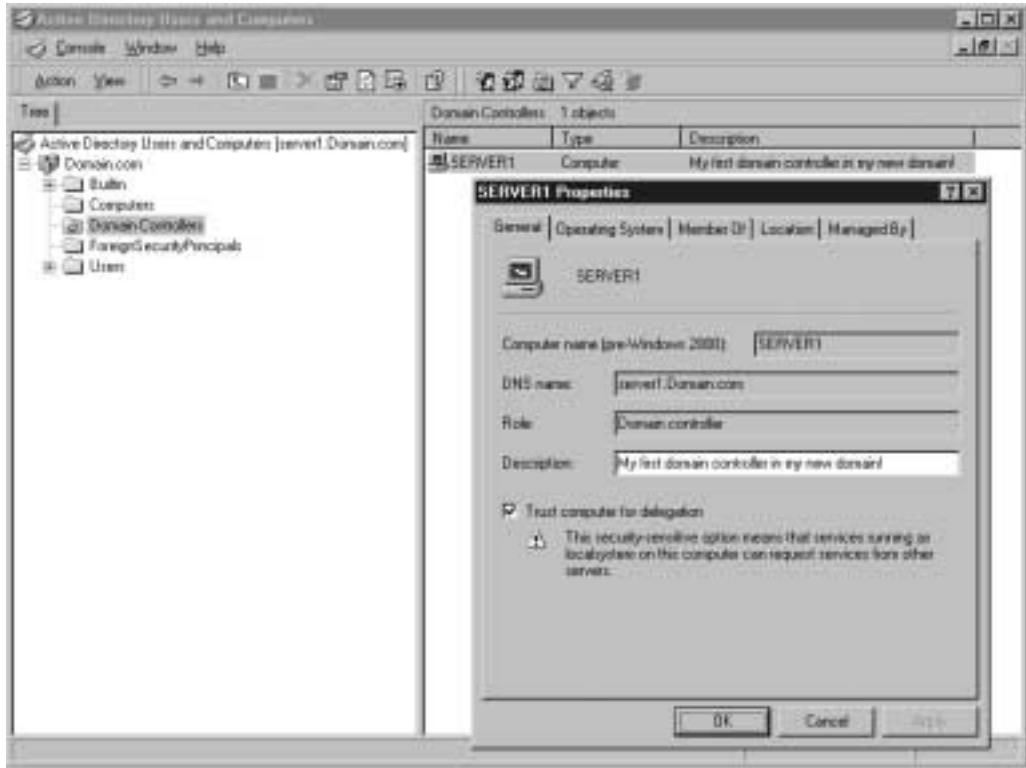 Active Directory Users and Computers
Console Window Help
Action View
Tree
Domain Controllers 1 objects
Active Directory Users and Computers [server1.Domain.com]
Name Type Description
Domain.com
SERVER1 Computer My first domain controller in my new domain!
Builtin
Computers
Domain Controllers
ForeignSecurityPrincipals
Users
SERVER1 Properties
General Operating System Member Of Location Managed By
SERVER1
Computer name (pre-Windows 2000): SERVER1
DNS name: server1.Domain.com
Role: Domain controller
Description: My first domain controller in my new domain!
Trust computer for delegation
This security-sensitive option means that services running as
localsystem on this computer can request services from other
servers.
OK Cancel Apply